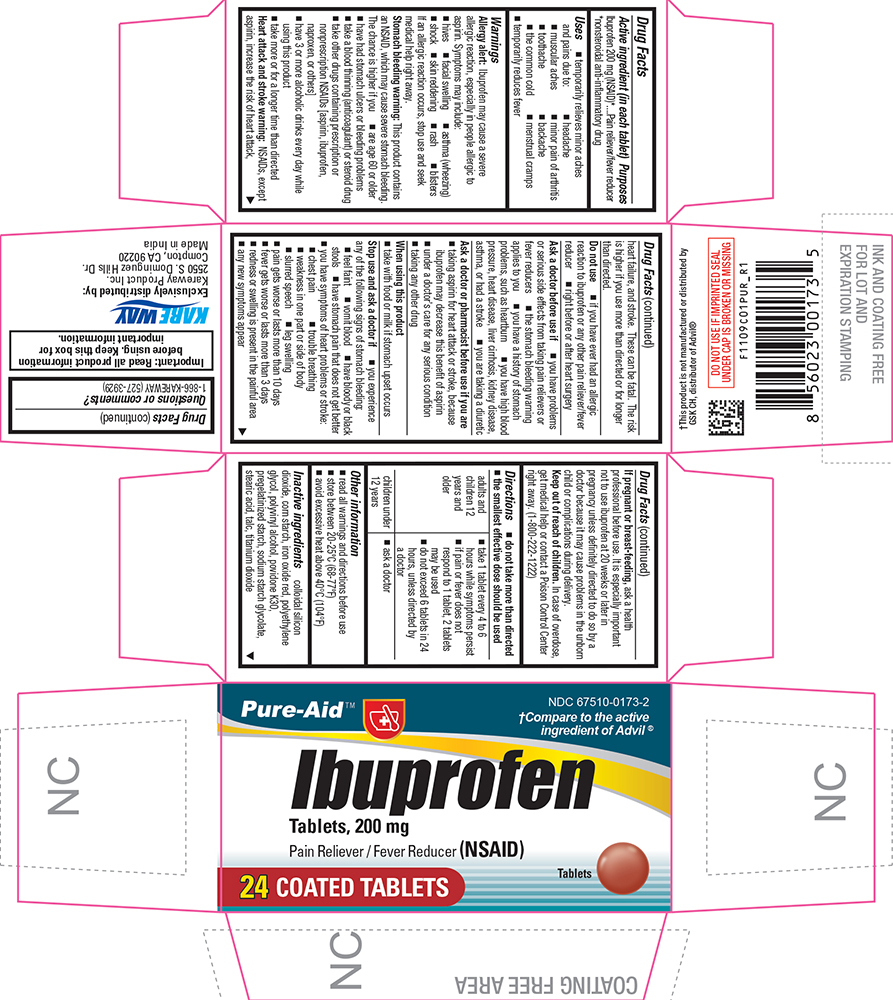 Drug Facts
Active ingredient (in each tablet) Purposes
Ibuprofen 200 mg (NSAID)* ....Pain reliever/fever reducer
*nonsteroidal anti-inflammatory drug
Uses ▪ temporarily relieves minor aches
and pains due to: ▪ headache
▪ muscular aches ▪ minor pain of arthritis
▪ toothache ▪ backache
▪ the common cold ▪ menstrual cramps
▪ temporarily reduces fever
Warnings
Allergy alert: Ibuprofen may cause a severe
allergic reaction, especially in people allergic to
aspirin. Symptoms may include:
▪ hives ▪ facial swelling ▪ asthma (wheezing)
▪ shock ▪ skin reddening ▪ rash ▪ blisters
If an allergic reaction occurs, stop use and seek
medical help right away.
Stomach bleeding warning: This product contains
an NSAID, which may cause severe stomach bleeding.
The chance is higher if you ▪ are age 60 or older
▪ have had stomach ulcers or bleeding problems
▪ take a blood thinning (anticoagulant) or steroid drug
▪ take other drugs containing prescription or
nonprescription NSAIDs [aspirin, ibuprofen,
naproxen, or others]
▪ have 3 or more alcoholic drinks every day while
using this product
▪ take more or for a longer time than directed
Heart attack and stroke warning: NSAIDs, except
aspirin, increase the risk of heart attack,
Drug Facts (continued)
heart failure, and stroke. These can be fatal. The risk
is higher if you use more than directed or for longer
than directed.
Do not use ▪ if you have ever had an allergic
reaction to ibuprofen or any other pain reliever/fever
reducer ▪ right before or after heart surgery
Ask a doctor before use if ▪ you have problems
or serious side effects from taking pain relievers or
fever reducers ▪ the stomach bleeding warning
applies to you ▪ you have a history of stomach
problems, such as heartburn ▪ you have high blood
pressure, heart disease, liver cirrhosis, kidney disease,
asthma, or had a stroke ▪ you are taking a diuretic
Ask a doctor or pharmacist before use if you are
▪ taking aspirin for heart attack or stroke, because
ibuprofen may decrease this benefit of aspirin
▪ under a doctor's care for any serious condition
▪ taking any other drug
When using this product
▪ take with food or milk if stomach upset occurs
Stop use and ask a doctor if ▪ you experience
any of the following signs of stomach bleeding:
▪ feel faint ▪ vomit blood ▪ have bloody or black
stools ▪ have stomach pain that does not get better
▪ you have symptoms of heart problems or stroke:
▪ chest pain ▪ trouble breathing
▪ weakness in one part or side of body
▪ slurred speech ▪ leg swelling
▪ pain gets worse or lasts more than 10 days
▪ fever gets worse or lasts more than 3 days
▪ redness or swelling is present in the painful area
▪ any new symptoms appear
Drug Facts (continued)
If pregnant or breast-feeding, ask a health
professional before use. It is especially important
not to use ibuprofen at 20 weeks or later in
pregnancy unless definitely directed to do so by a
doctor because it may cause problems in the unborn
child or complications during delivery.
Keep out of reach of children. In case of overdose,
get medical help or contact a Poison Control Center
right away. (1-800-222-1222)
Directions ▪ do not take more than directed
▪ the smallest effective dose should be used
adults and
children 12
years and
older
▪ take 1 tablet every 4 to 6
hours while symptoms persist
▪ if pain or fever does not
respond to 1 tablet, 2 tablets
may be used
▪ do not exceed 6 tablets in 24
hours, unless directed by
a doctor
children under
12 years
▪ ask a doctor
Other information
▪ read all warnings and directions before use
▪ store between 20-25°C (68-77°F)
▪ avoid excessive heat above 40°C (104°F)
Inactive ingredients colloidal silicon
dioxide, corn starch, iron oxide red, polyethylene
glycol, polyvinyl alcohol, povidone K30,
pregelatinized starch, sodium starch glycolate,
stearic acid, talc, titanium dioxide
Drug Facts (continued)
Questions or comments?
1-866-KAREWAY (527-3929)
Important: Read all product information
before using. Keep this box for
important information.
KARE WAY
Exclusively distributed by:
Kareway Product Inc.
2550 S. Dominguez Hills Dr.
Compton, CA 90220
Made in India
INK AND COATING FREE
FOR LOT AND
EXPIRATION STAMPING
8 56023 00173 5
F1709C01PUR_R1
DO NOT USE IF IMPRINTED SEAL
UNDER CAP IS BROKEN OR MISSING
†This product is not manufactured or distributed by
GSK CH, distributor of Advil®
Pure-Aid™
NDC 67510-0173-2
†Compare to the active
ingredient of Advil ®
Ibuprofen
Tablets, 200 mg
Pain Reliever / Fever Reducer (NSAID)
Tablets
24 COATED TABLETS
NC
NC
COATING FREE AREA